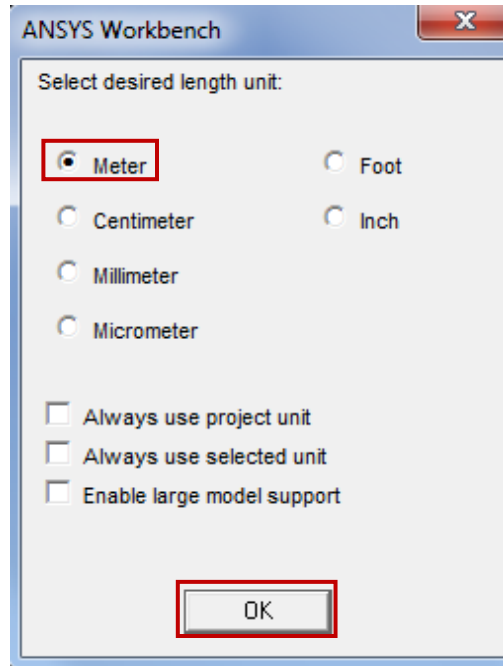 ANSYS Workbench
Select desired length unit:
Meter
Foot
Centimeter
Inch
Millimeter
Micrometer
Always use project unit
Always use selected unit
Enable large model support
OK